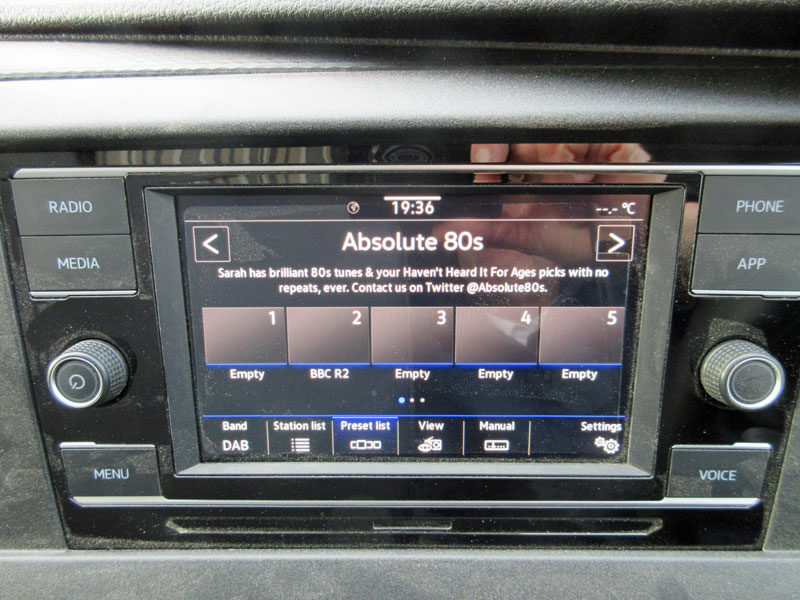 RADIO
MEDIA
PHONE
APP
19:36
--.- °C
< Absolute 80s >
Sarah has brilliant 80s tunes & your Haven't Heard It For Ages picks with no
repeats, ever. Contact us on Twitter @Absolute80s.
1 2 3 4 5
Empty BBC R2 Empty Empty Empty
Band Station list Preset list View Manual Settings
DAB
MENU
VOICE